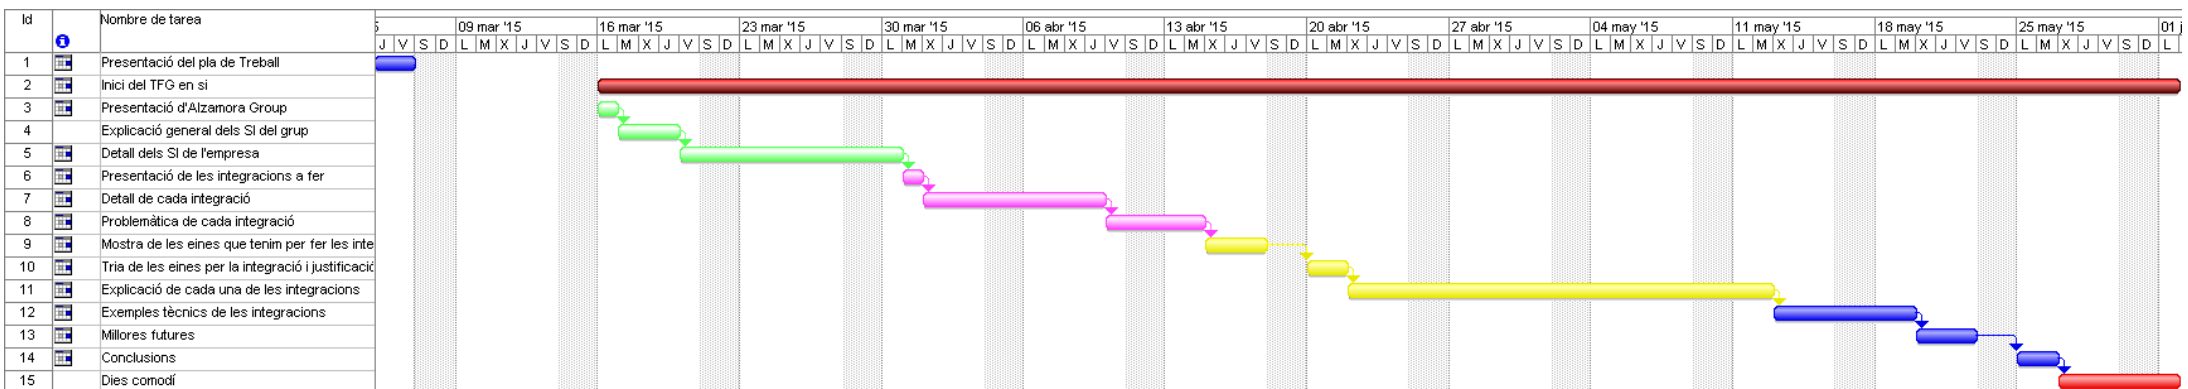 Id Nombre de tarea
5 09 mar '15 16 mar '15 23 mar '15 30 mar '15 06 abr '15 13 abr '15 20 abr '15 27 abr '15 04 may '15 11 may '15 18 may '15 25 may '15 01 j
J V S D L M X J V S D L M X J V S D L M X J V S D L M X J V S D L M X J V S D L M X J V S D L M X J V S D L M X J V S D L M X J V S D L M X J V S D L M X J V S D L M X J V S D L
1 Presentació del pla de Treball
2 Inici del TFG en si
3 Presentació d'Alzamora Group
4 Explicació general dels SI del grup
5 Detall dels SI de l'empresa
6 Presentació de les integracions a fer
7 Detall de cada integració
8 Problemàtica de cada integració
9 Mostra de les eines que tenim per fer les inte
10 Tria de les eines per la integració i justificació
11 Explicació de cada una de les integracions
12 Exemples tècnics de les integracions
13 Millores futures
14 Conclusions
15 Dies comodí